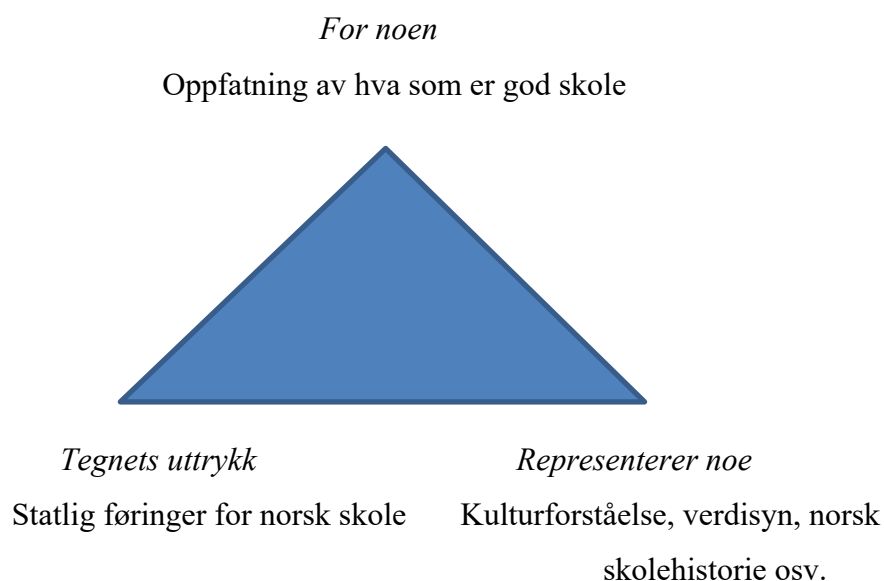 For noen
Oppfatning av hva som er god skole
Tegnets uttrykk
Representerer noe
Statlig føringer for norsk skole
Kulturforståelse, verdisyn, norsk
skolehistorie osv.